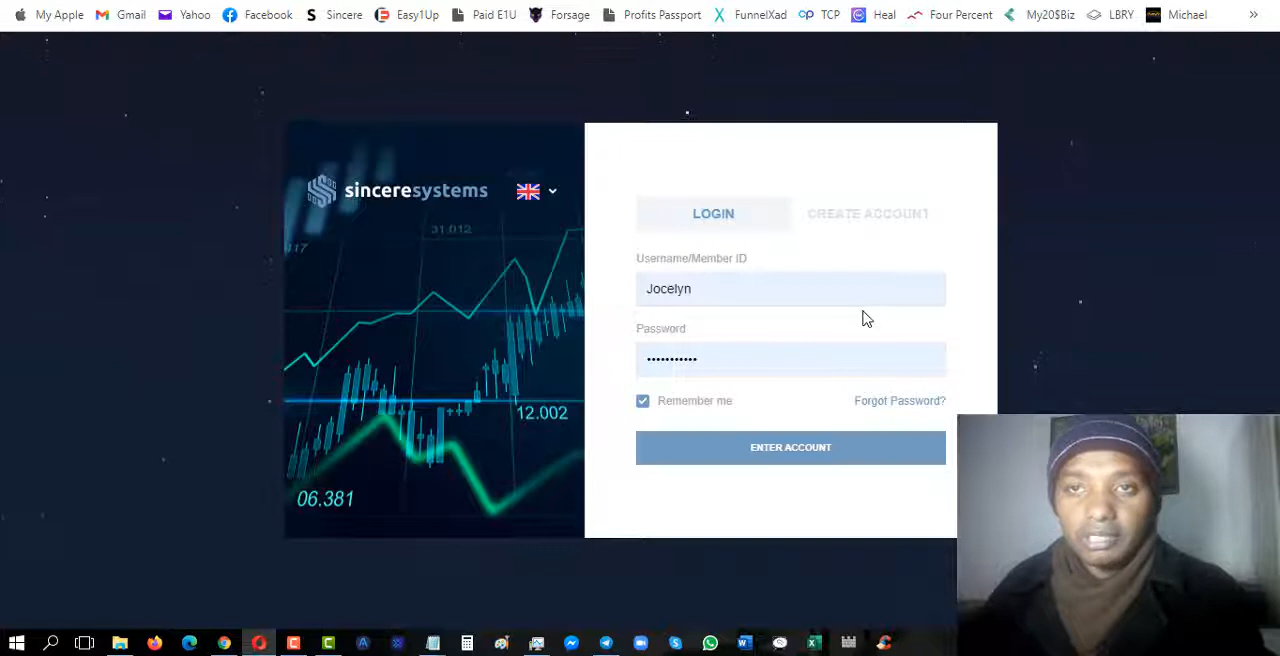 My Apple Gmail Yahoo Facebook Sincere Easy1Up Paid E1U Forsage Profits Passport FunnelXad TCP Heal Four Percent My20$Biz LBRY Michael »
sinceresystems
31.012
117
12.002
06.381
LOGIN CREATE ACCOUNT
Username/Member ID
Jocelyn
Password
•••••••••••
Remember me Forgot Password?
ENTER ACCOUNT